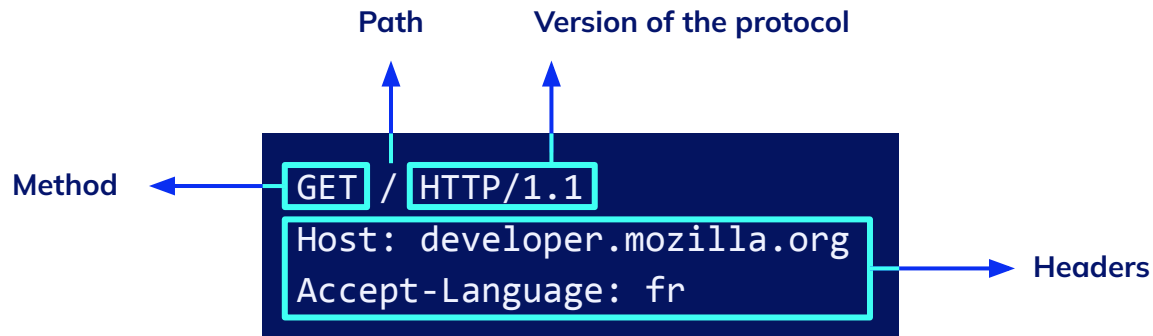 Path
Version of the protocol
Method
GET / HTTP/1.1
Host: developer.mozilla.org
Accept-Language: fr
Headers